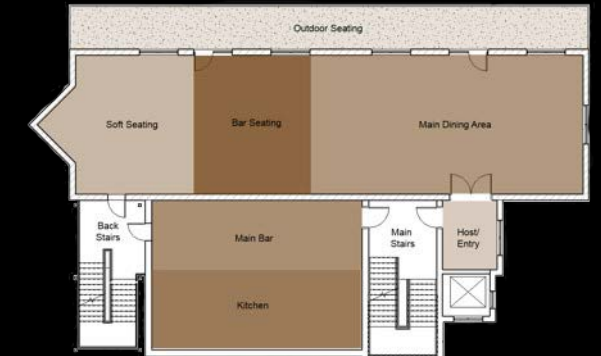 Outdoor Seating
Soft Seating
Bar Seating
Main Dining Area
Back
Stairs
Main Bar
Main
Stairs
Host/
Entry
Kitchen